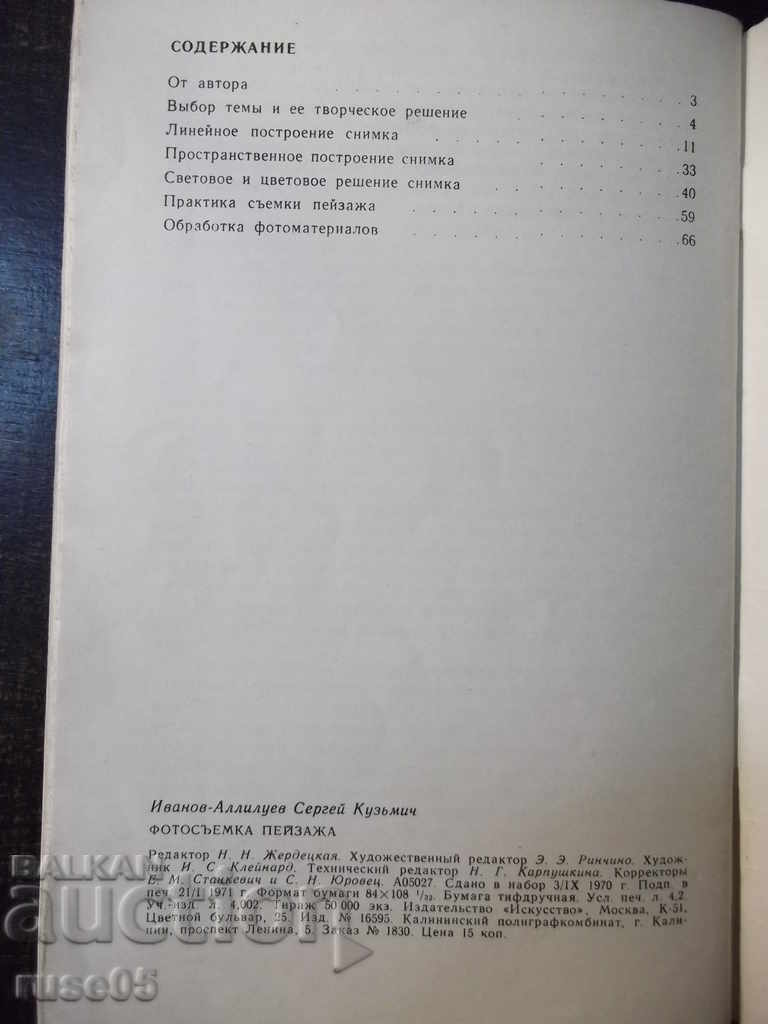 СОДЕРЖАНИЕ
От автора . . . . . . . . . . . . . 3
Выбор темы и ее творческое решение . . . . . . 4
Линейное построение снимка . . . . . . . . 11
Пространственное построение снимка . . . . . . 33
Световое и цветовое решение снимка . . . . . . 40
Практика съемки пейзажа . . . . . . . . . 59
Обработка фотоматериалов . . . . . . . . . 66
Иванов-Аллилуев Сергей Кузьмич
ФОТОСЪЕМКА ПЕЙЗАЖА
Редактор Н. Н. Жердецкая. Художественный редактор Э. Э. Ринчино. Худож-
ник И. С. Клейнард. Технический редактор Н. Г. Карпушкина. Корректоры
Б. М. Стацкевич и С. Н. Юровец. А05027. Сдано в набор 3/IX 1970 г. Подп. в
печ 21/I 1971 г Формат бумаги 84×108 1/32. Бумага тифдручная. Усл. печ. л. 4,2.
Уч.-изд. л. 4,002. Тираж 50 000 экз. Издательство «Искусство», Москва, К-51,
Цветной бульвар, 25. Изд. № 16595. Калининский полиграфкомбинат, г. Кали-
нин, проспект Ленина, 5. Заказ № 1830. Цена 15 коп.
BALKAN
auction
ruse05